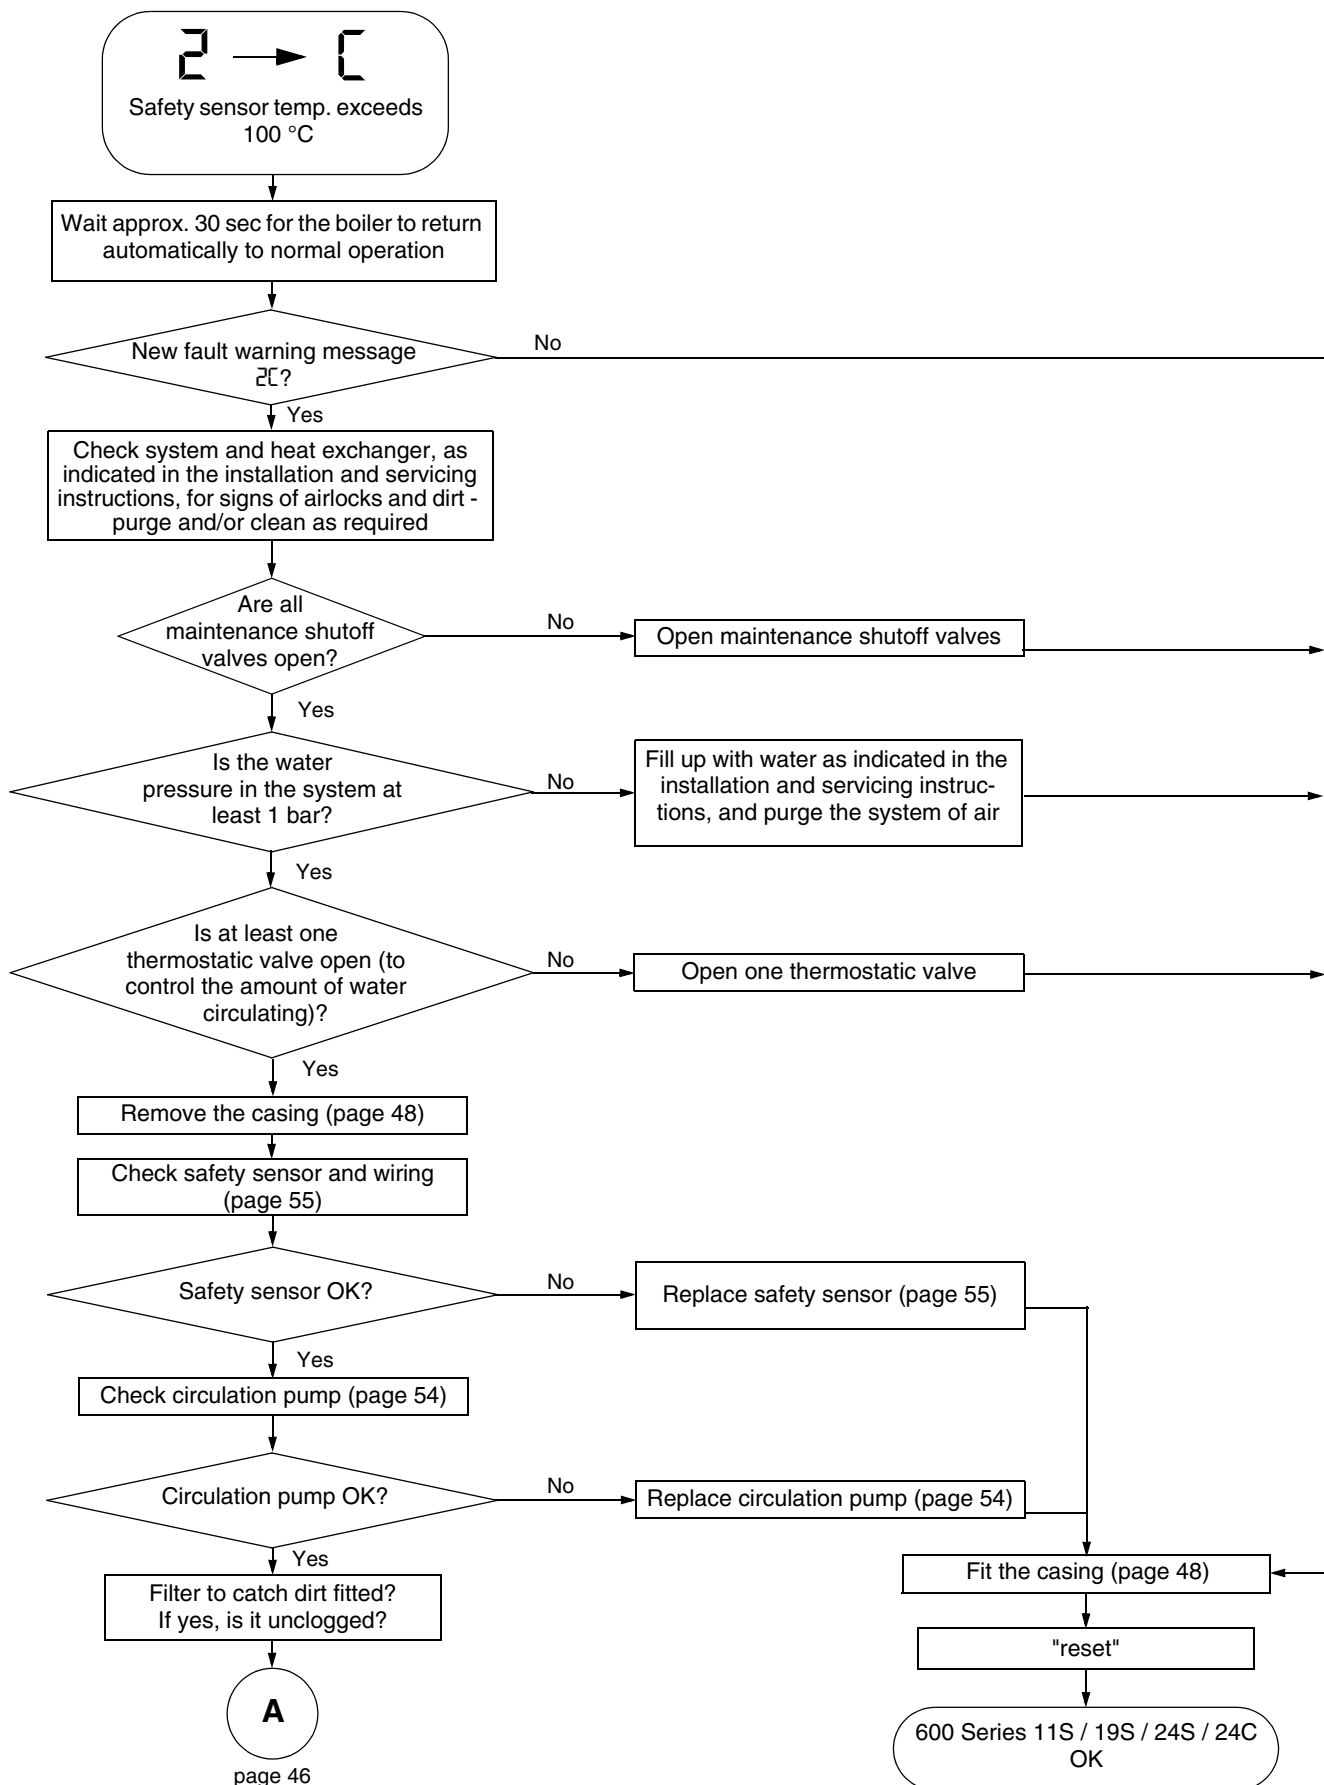 2 → C
Safety sensor temp. exceeds
100 °C
Wait approx. 30 sec for the boiler to return
automatically to normal operation
New fault warning message
2C?
No
Yes
Check system and heat exchanger, as
indicated in the installation and servicing
instructions, for signs of airlocks and dirt -
purge and/or clean as required
Are all
maintenance shutoff
valves open?
No
Open maintenance shutoff valves
Yes
Is the water
pressure in the system at
least 1 bar?
No
Fill up with water as indicated in the
installation and servicing instruc-
tions, and purge the system of air
Yes
Is at least one
thermostatic valve open (to
control the amount of water
circulating)?
No
Open one thermostatic valve
Yes
Remove the casing (page 48)
Check safety sensor and wiring
(page 55)
Safety sensor OK?
No
Replace safety sensor (page 55)
Yes
Check circulation pump (page 54)
Circulation pump OK?
No
Replace circulation pump (page 54)
Yes
Filter to catch dirt fitted?
If yes, is it unclogged?
Fit the casing (page 48)
"reset"
A
page 46
600 Series 11S / 19S / 24S / 24C
OK